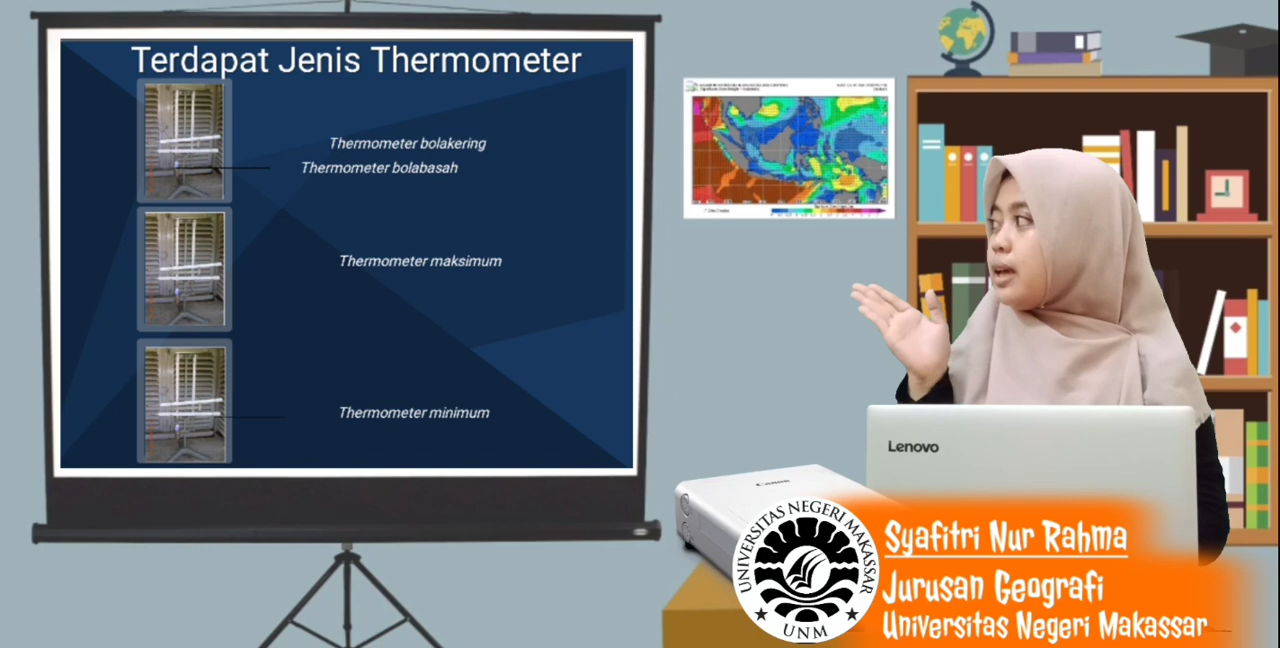 Terdapat Jenis Thermometer
Thermometer bolakering
Thermometer bolabasah
Thermometer maksimum
Thermometer minimum
Lenovo
Canon
UNIVERSITAS NEGERI MAKASSAR
UNM
Syafitri Nur Rahma
Jurusan Geografi
Universitas Negeri Makassar